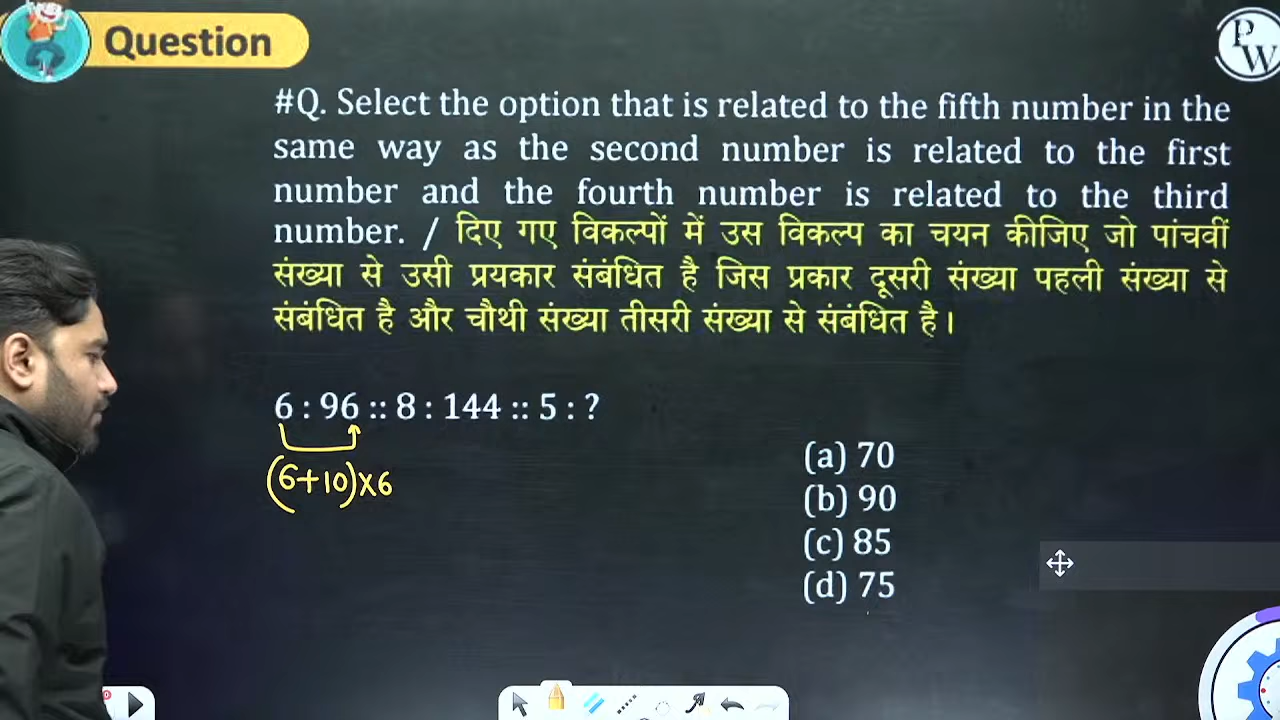 Question
PW
#Q. Select the option that is related to the fifth number in the
same way as the second number is related to the first
number and the fourth number is related to the third
number. / दिए गए विकल्पों में उस विकल्प का चयन कीजिए जो पांचवीं
संख्या से उसी प्रयकार संबंधित है जिस प्रकार दूसरी संख्या पहली संख्या से
संबंधित है और चौथी संख्या तीसरी संख्या से संबंधित है।
6 : 96 :: 8 : 144 :: 5 : ?
(6+10)×6
(a) 70
(b) 90
(c) 85
(d) 75